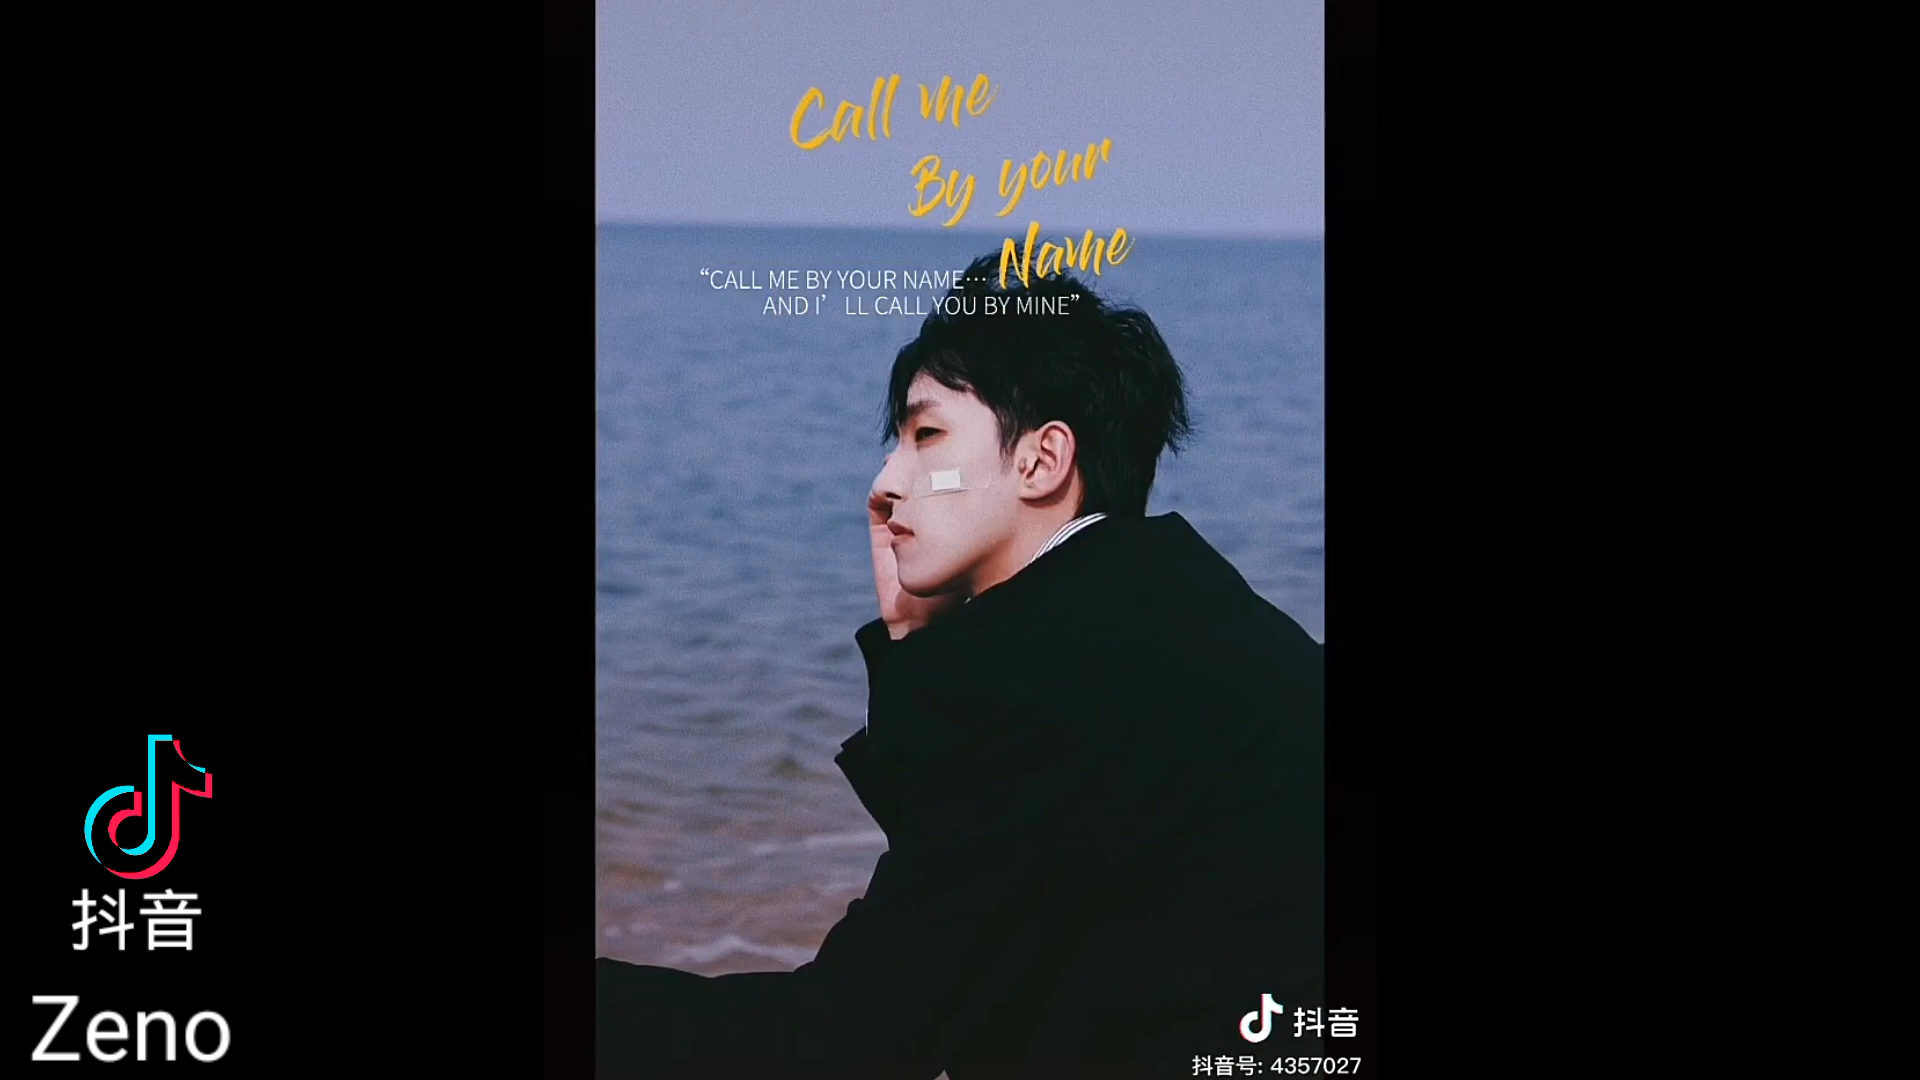 Call me
By your
Name
“CALL ME BY YOUR NAME…
AND I’LL CALL YOU BY MINE”
抖音
Zeno
抖音
抖音号: 4357027